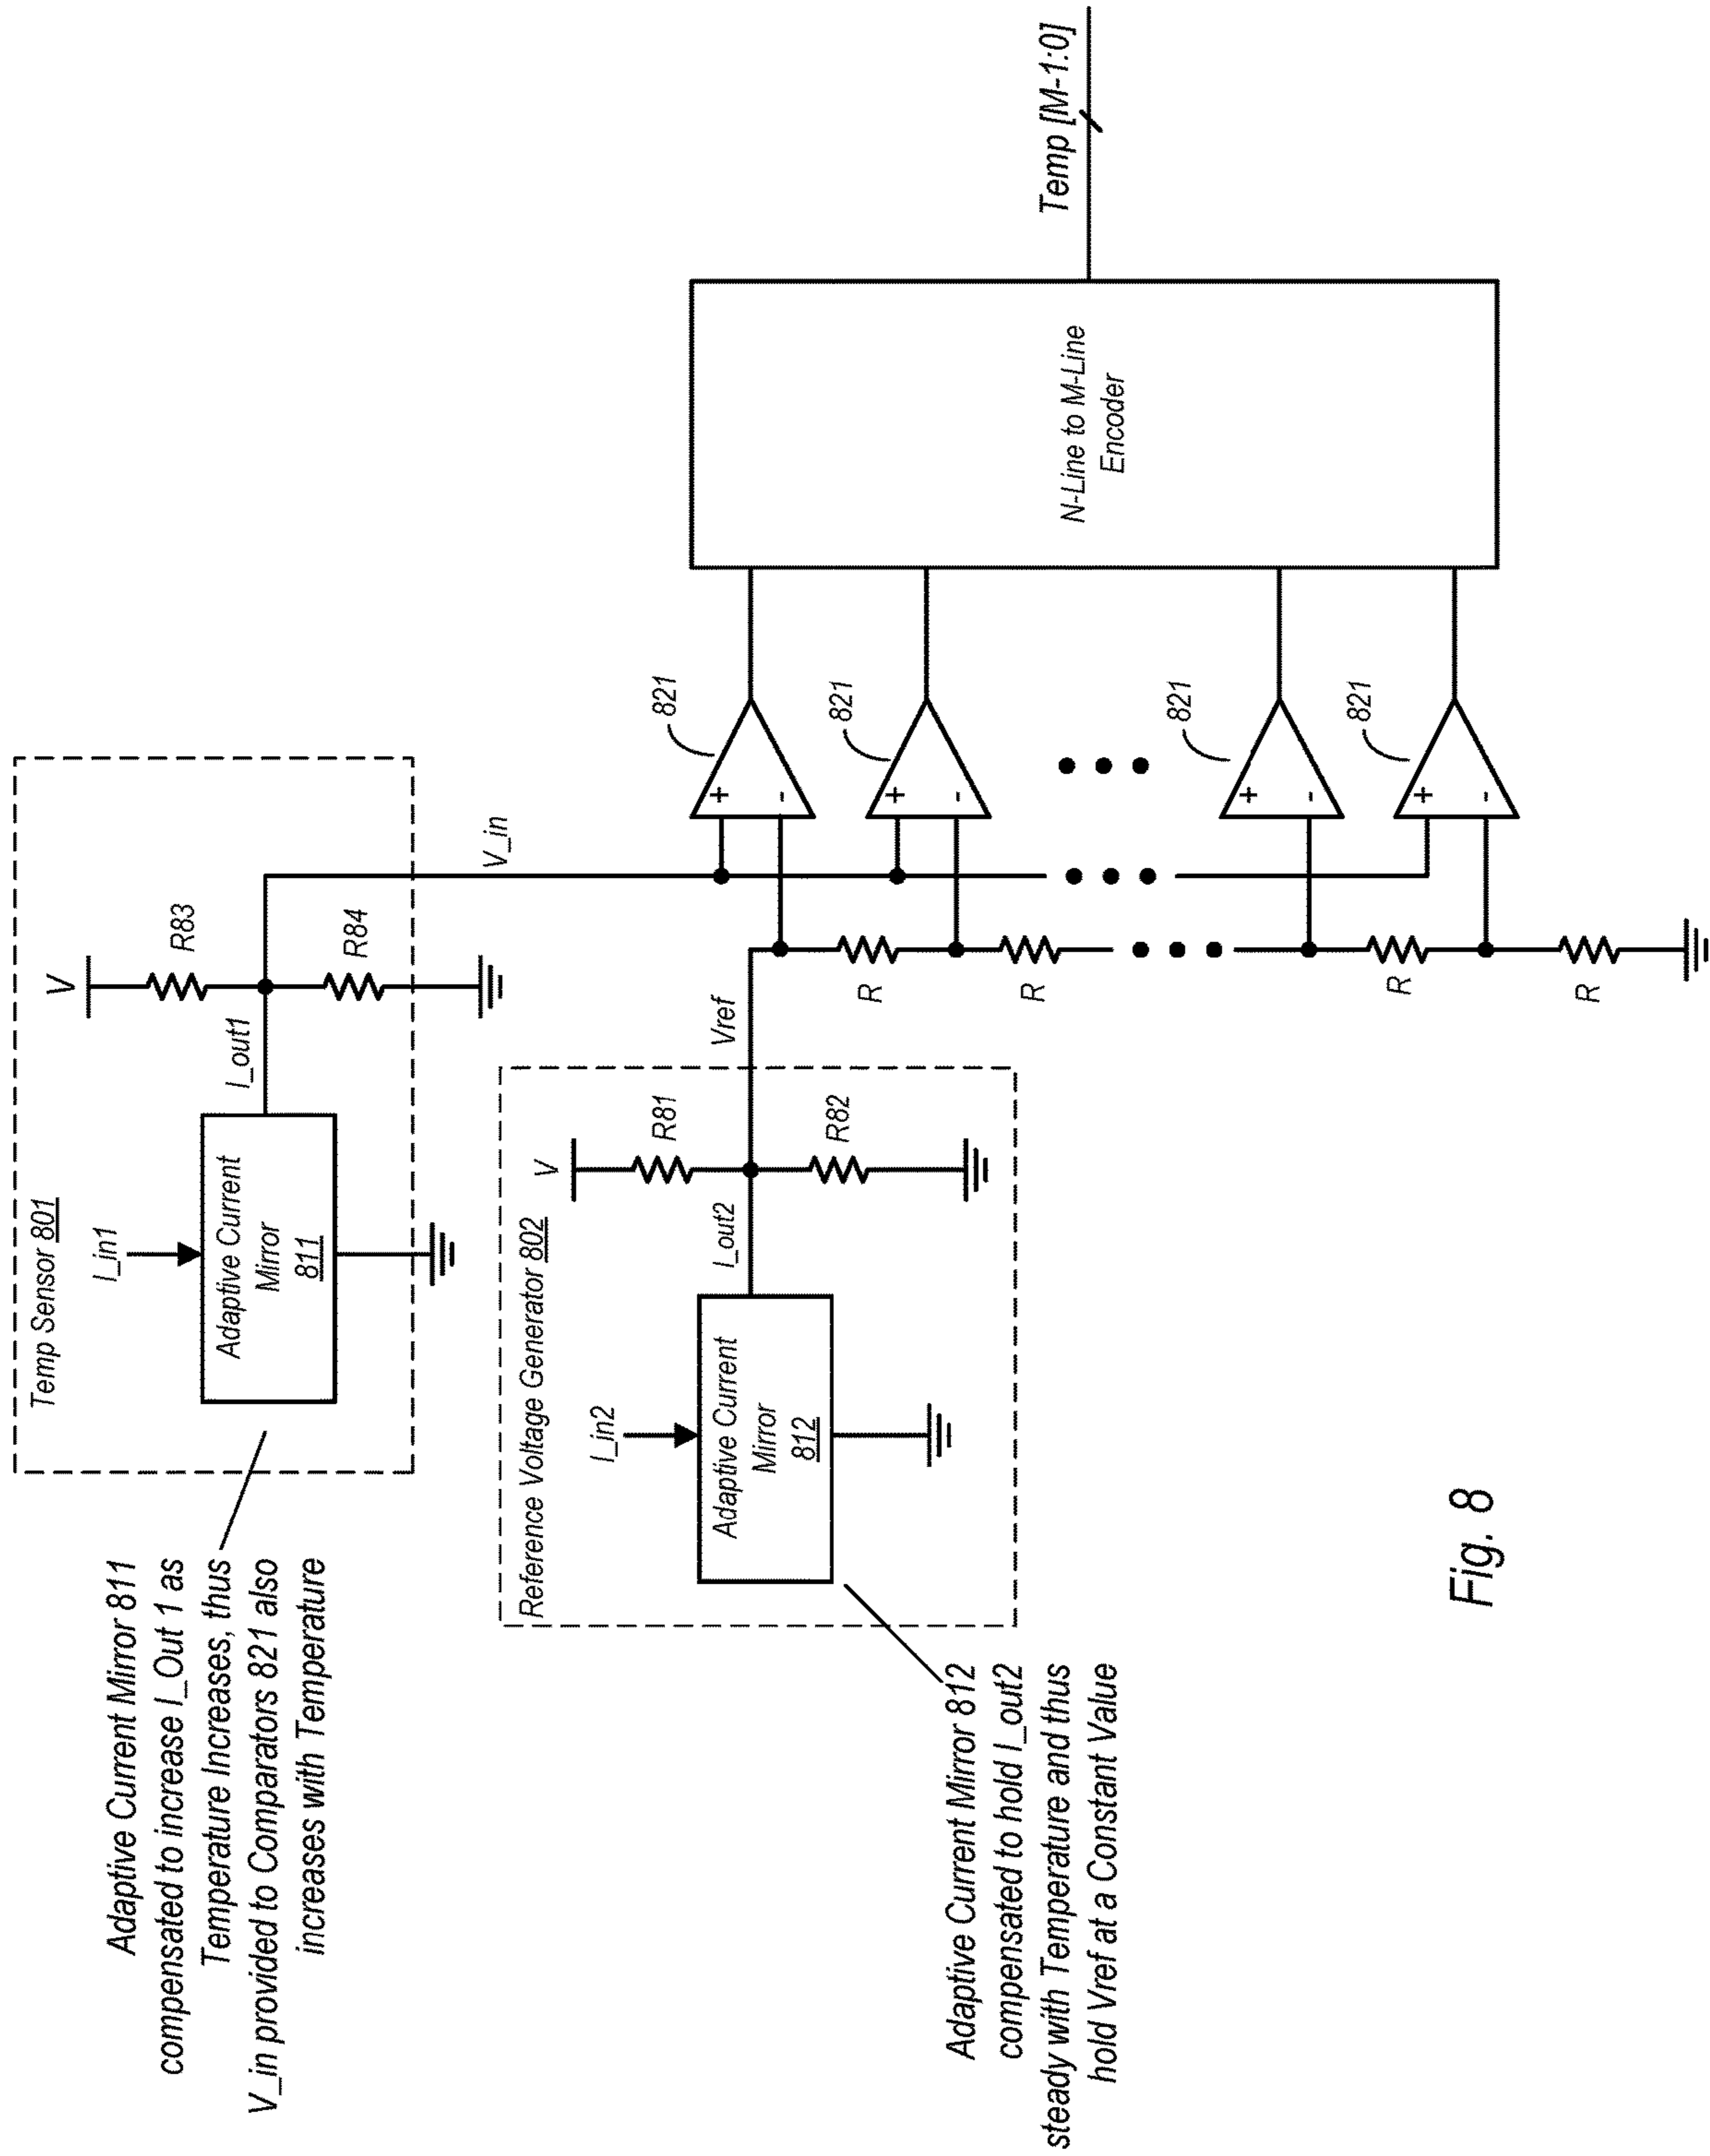 Adaptive Current Mirror 811
compensated to increase I_Out 1 as
Temperature Increases, thus
V_in provided to Comparators 821 also
increases with Temperature
Temp Sensor 801
I_in1
Adaptive Current
Mirror
811
I_out1
V
R83
R84
V_in
Adaptive Current Mirror 812
compensated to hold I_out2
steady with Temperature and thus
hold Vref at a Constant Value
Reference Voltage Generator 802
I_in2
Adaptive Current
Mirror
812
I_out2
V
R81
R82
Vref
R
R
R
R
821
+
-
821
+
-
821
+
-
821
+
-
N-Line to M-Line
Encoder
Temp [M-1:0]
Fig. 8